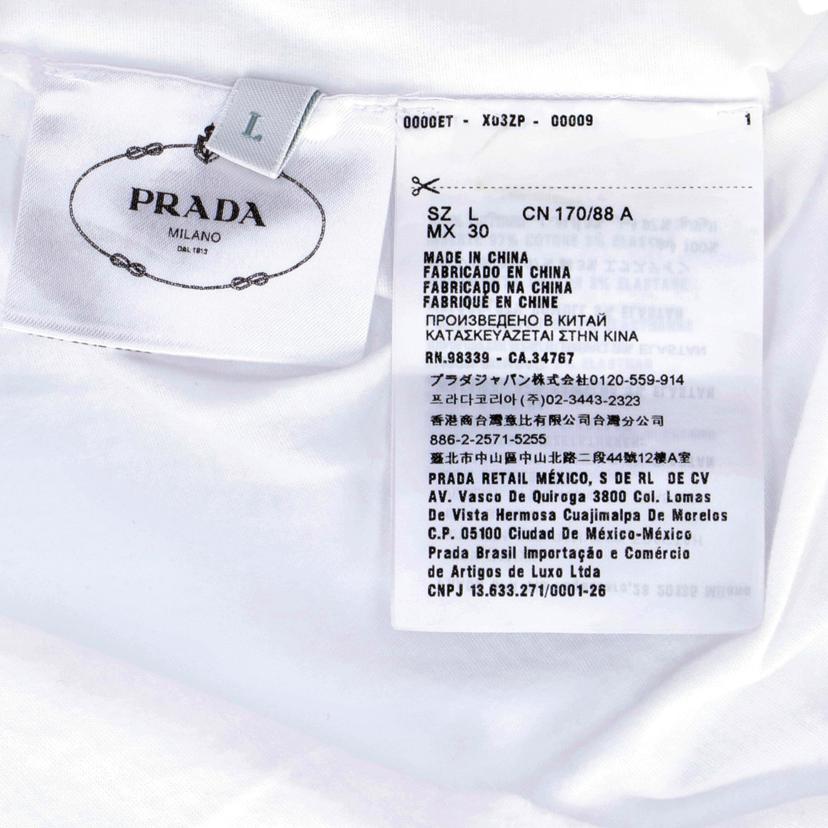 L
PRADA
MILANO
DAL 1913
0000ET - X03ZP - 00009 1
SZ L CN 170/88 A
MX 30
MADE IN CHINA
FABRICADO EN CHINA
FABRICADO NA CHINA
FABRIQUÉ EN CHINE
ПРОИЗВЕДЕНО В КИТАЙ
ΚΑΤΑΣΚΕΥΑΖΕΤΑΙ ΣΤΗΝ ΚΙΝΑ
RN.98339 - CA.34767
プラダジャパン株式会社0120-559-914
프라다코리아(주)02-3443-2323
香港商台灣意比有限公司台灣分公司
886-2-2571-5255
臺北市中山區中山北路二段44號12樓A室
PRADA RETAIL MÉXICO, S DE RL DE CV
AV. Vasco De Quiroga 3800 Col. Lomas
De Vista Hermosa Cuajimalpa De Morelos
C.P. 05100 Ciudad De México-México
Prada Brasil Importação e Comércio
de Artigos de Luxo Ltda
CNPJ 13.633.271/0001-26